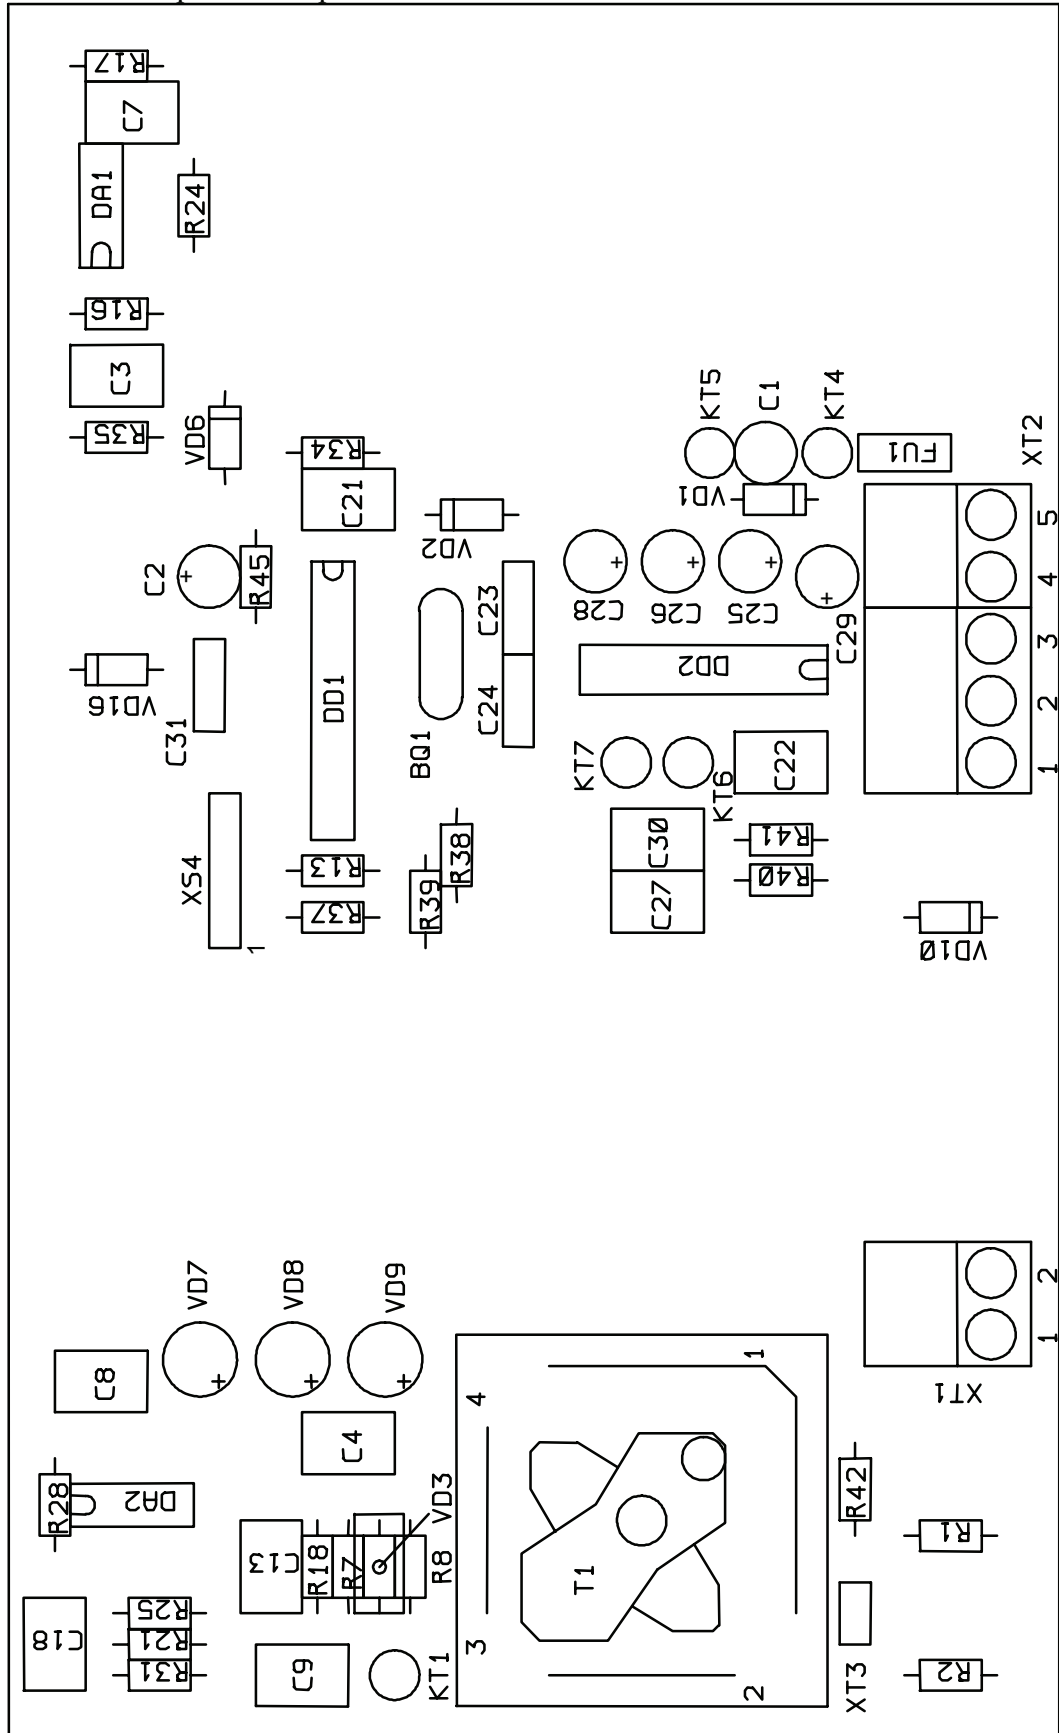 R17
C7
DA1
R24
R16
C3
R35
VD6
R34
C21
KT5
C1
KT4
FU1
XT2
VD1
VD2
C2
R45
C23
C28
C26
C25
C29
5
4
3
2
1
VD16
C31
DD1
BQ1
C24
DD2
KT7
KT6
C22
XS4
1
R13
R37
R38
R39
C30
C27
R41
R40
VD10
VD7
VD8
VD9
2
1
XT1
C8
C4
4
1
R28
DA2
VD3
R42
C13
R18
R7
R8
T1
R1
C18
R25
R21
R31
C9
KT1
3
2
XT3
R2